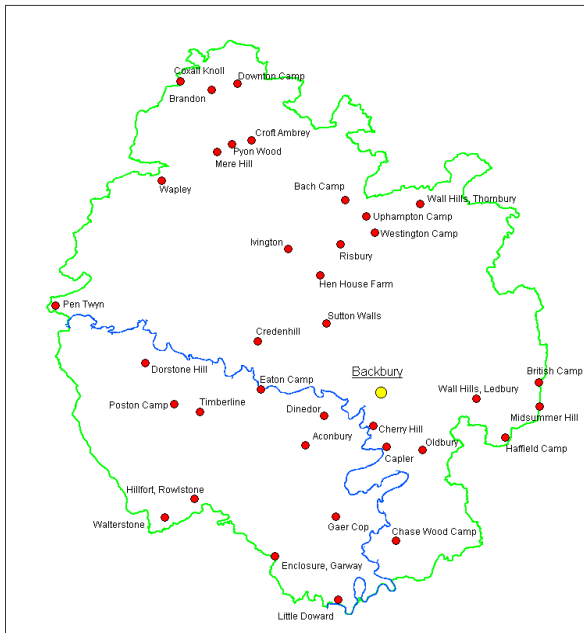 Coxall Knoll
Downton Camp
Brandon
Croft Ambrey
Pyon Wood
Mere Hill
Wapley
Bach Camp
Wall Hills, Thornbury
Uphampton Camp
Westington Camp
Ivington
Risbury
Hen House Farm
Pen Twyn
Sutton Walls
Credenhill
Dorstone Hill
Backbury
British Camp
Eaton Camp
Wall Hills, Ledbury
Poston Camp
Timberline
Dinedor
Midsummer Hill
Cherry Hill
Aconbury
Capler
Oldbury
Haffield Camp
Hillfort, Rowlstone
Walterstone
Gaer Cop
Chase Wood Camp
Enclosure, Garway
Little Doward